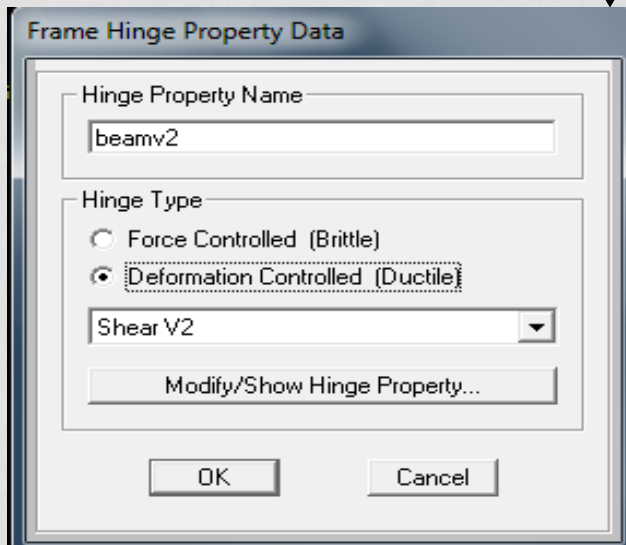 Frame Hinge Property Data
Hinge Property Name
beamv2
Hinge Type
Force Controlled (Brittle)
Deformation Controlled (Ductile)
Shear V2
Modify/Show Hinge Property...
OK
Cancel